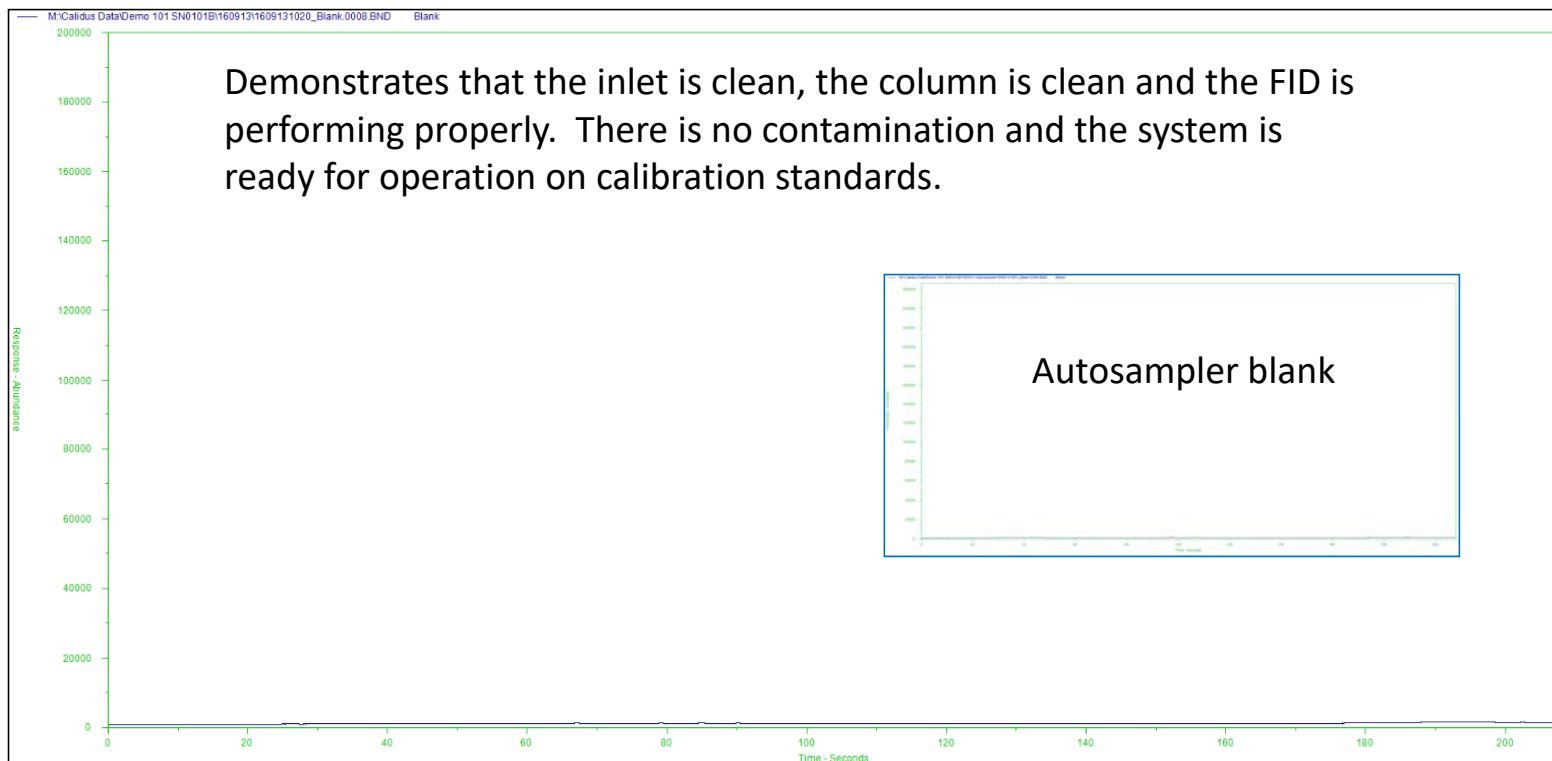 M:\Calidus Data\Demo 101 SN0101B\160913\1609131020_Blank.0008.BND Blank
200000
Demonstrates that the inlet is clean, the column is clean and the FID is
180000
performing properly. There is no contamination and the system is
160000
ready for operation on calibration standards.
140000
120000
Response - Abundance
100000
Autosampler blank
80000
60000
40000
20000
0
0 20 40 60 80 100 120 140 160 180 200
Time - Seconds